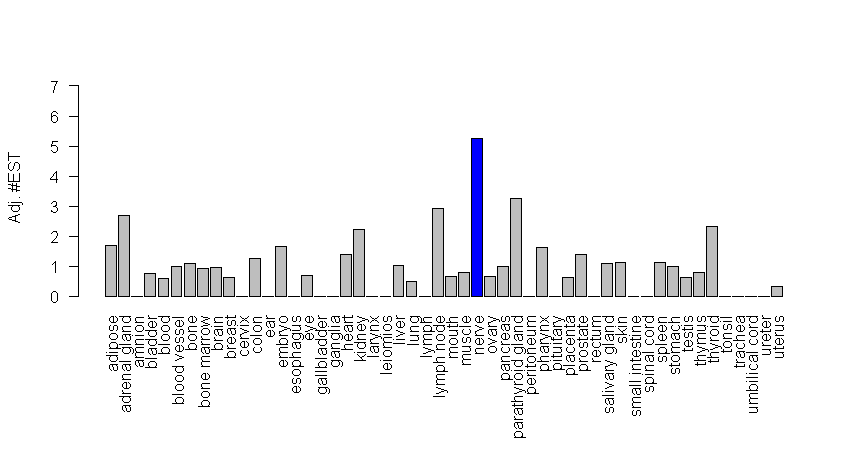 Adj. #EST
7
6
5
4
3
2
1
0
adipose
adrenal gland
amnion
bladder
blood
blood vessel
bone
bone marrow
brain
breast
cervix
colon
ear
embryo
esophagus
eye
gallbladder
ganglia
heart
kidney
larynx
leiomios
liver
lung
lymph
lymph node
mouth
muscle
nerve
ovary
pancreas
parathyroid gland
peritoneum
pharynx
pituitary
placenta
prostate
rectum
salivary gland
skin
small intestine
spinal cord
spleen
stomach
testis
thymus
thyroid
tonsil
trachea
umbilical cord
ureter
uterus